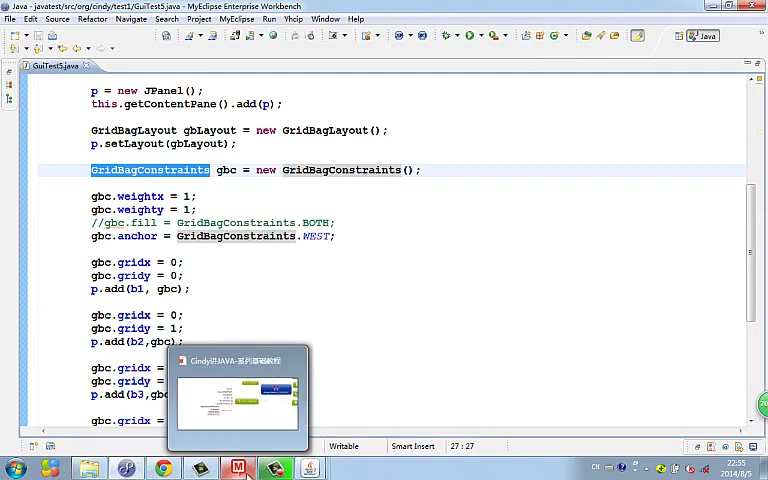 Java - javatest/src/org/cindy/test1/GuiTest5.java - MyEclipse Enterprise Workbench
File Edit Source Refactor Navigate Search Project MyEclipse Run Yhcip Window Help
Java
GuiTest5.java
p = new JPanel();
this.getContentPane().add(p);
GridBagLayout gbLayout = new GridBagLayout();
p.setLayout(gbLayout);
GridBagConstraints gbc = new GridBagConstraints();
gbc.weightx = 1;
gbc.weighty = 1;
//gbc.fill = GridBagConstraints.BOTH;
gbc.anchor = GridBagConstraints.WEST;
gbc.gridx = 0;
gbc.gridy = 0;
p.add(b1, gbc);
gbc.gridx = 0;
gbc.gridy = 1;
p.add(b2,gbc);
gbc.gridx =
gbc.gridy =
p.add(b3,gbc
gbc.gridx =
Cindy讲JAVA-系列基础教程
70
Writable Smart Insert 27 : 27
CH
22:55
2014/8/5